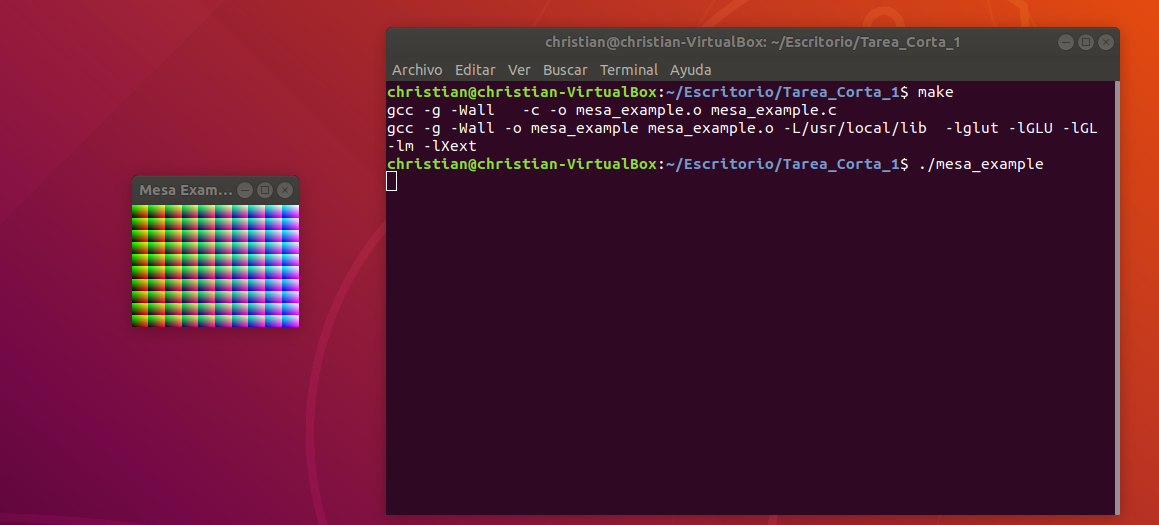 christian@christian-VirtualBox: ~/Escritorio/Tarea_Corta_1
Archivo Editar Ver Buscar Terminal Ayuda
christian@christian-VirtualBox:~/Escritorio/Tarea_Corta_1$ make
gcc -g -Wall   -c -o mesa_example.o mesa_example.c
gcc -g -Wall -o mesa_example mesa_example.o -L/usr/local/lib  -lglut -lGLU -lGL
-lm -lXext
christian@christian-VirtualBox:~/Escritorio/Tarea_Corta_1$ ./mesa_example
Mesa Exam...